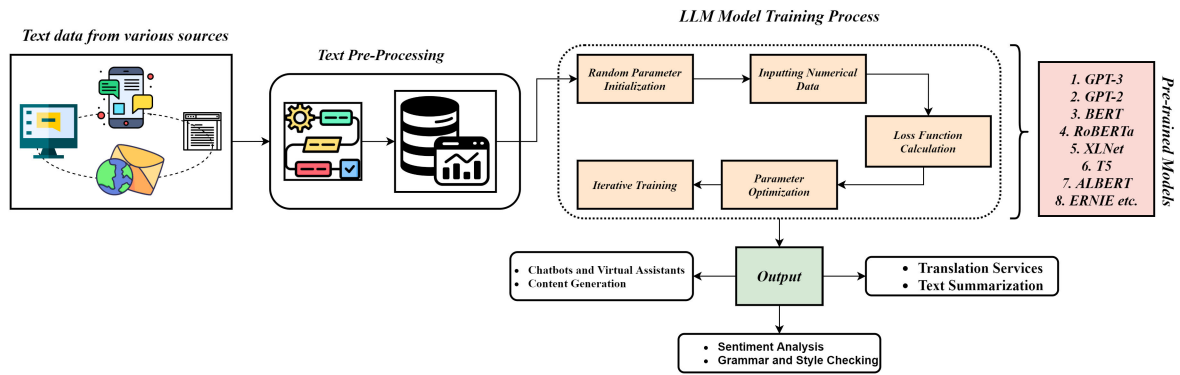 LLM Model Training Process
Text data from various sources
Text Pre-Processing
Random Parameter
Initialization
Inputting Numerical
Data
Loss Function
Calculation
Parameter
Optimization
Iterative Training
1. GPT-3
2. GPT-2
3. BERT
4. RoBERTa
5. XLNet
6. T5
7. ALBERT
8. ERNIE etc.
Pre-trained Models
Output
• Chatbots and Virtual Assistants
• Content Generation
• Translation Services
• Text Summarization
• Sentiment Analysis
• Grammar and Style Checking